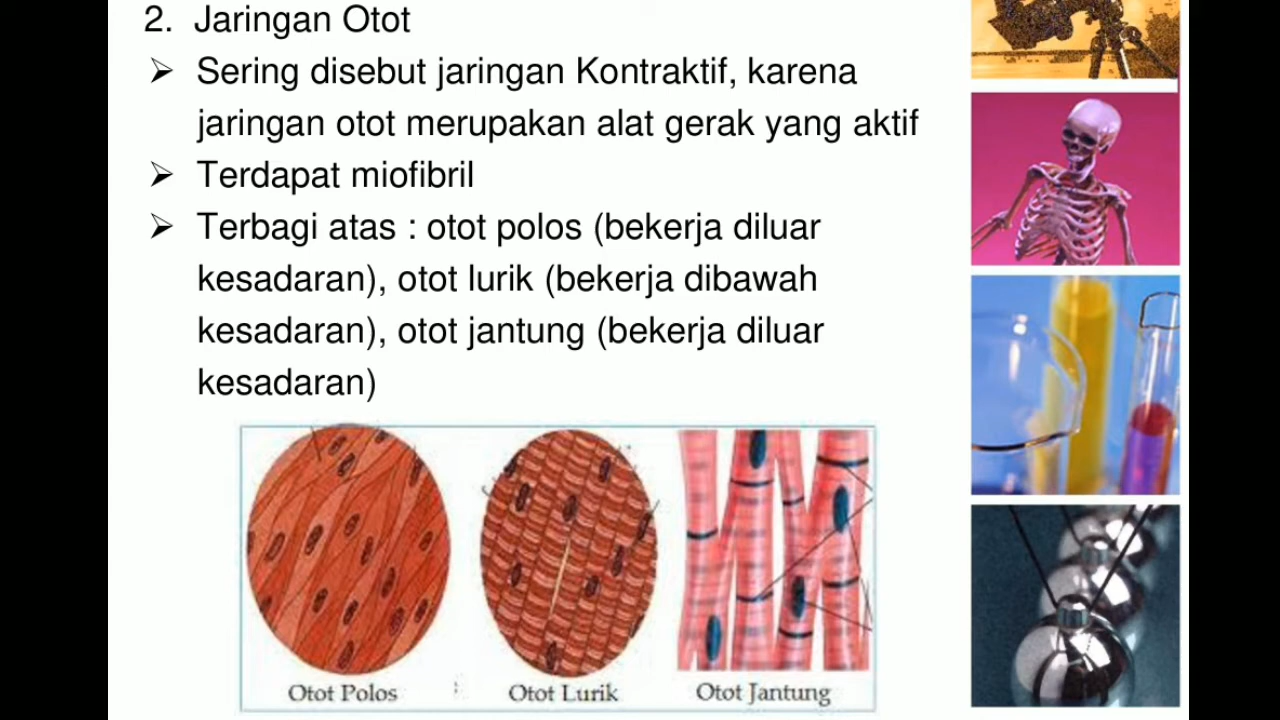 2. Jaringan Otot
➢ Sering disebut jaringan Kontraktif, karena
jaringan otot merupakan alat gerak yang aktif
➢ Terdapat miofibril
➢ Terbagi atas : otot polos (bekerja diluar
kesadaran), otot lurik (bekerja dibawah
kesadaran), otot jantung (bekerja diluar
kesadaran)
Otot Polos
Otot Lurik
Otot Jantung